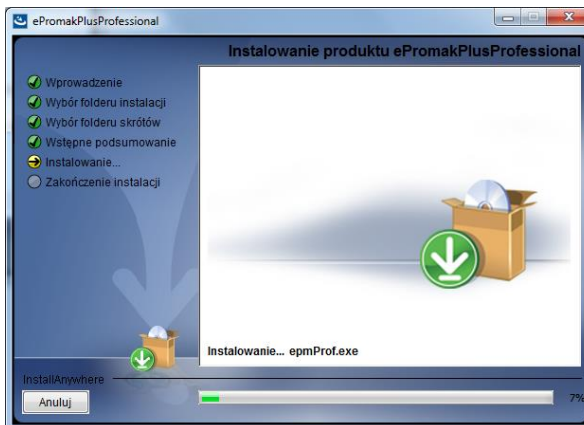 ePromakPlusProfessional
Instalowanie produktu ePromakPlusProfessional
Wprowadzenie
Wybór folderu instalacji
Wybór folderu skrótów
Wstępne podsumowanie
Instalowanie...
Zakończenie instalacji
Instalowanie... epmProf.exe
InstallAnywhere
Anuluj
7%